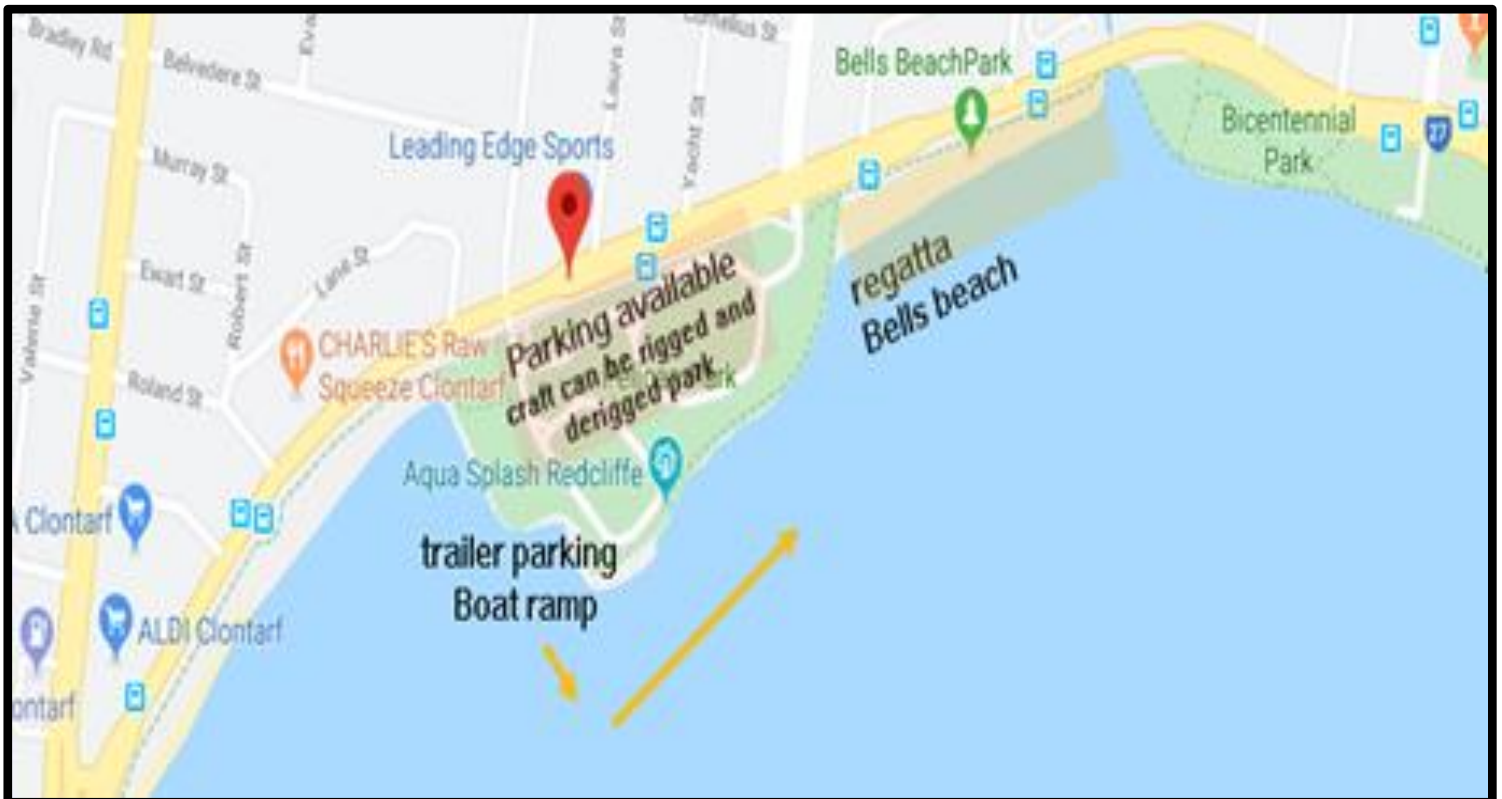 Bradley Rd
Belvedere St
Eva
Laura St
Cornelius St
Bells BeachPark
Leading Edge Sports
Yacht St
Bicentennial
Park
27
Murray St
Ewart St
Robert St
Lane St
Valerie St
Roland St
CHARLIE'S Raw
Squeeze Clontarf
Parking available
craft can be rigged and
derigged park
regatta
Bells beach
Aqua Splash Redcliffe
Clontarf
trailer parking
Boat ramp
ALDI Clontarf
ontarf